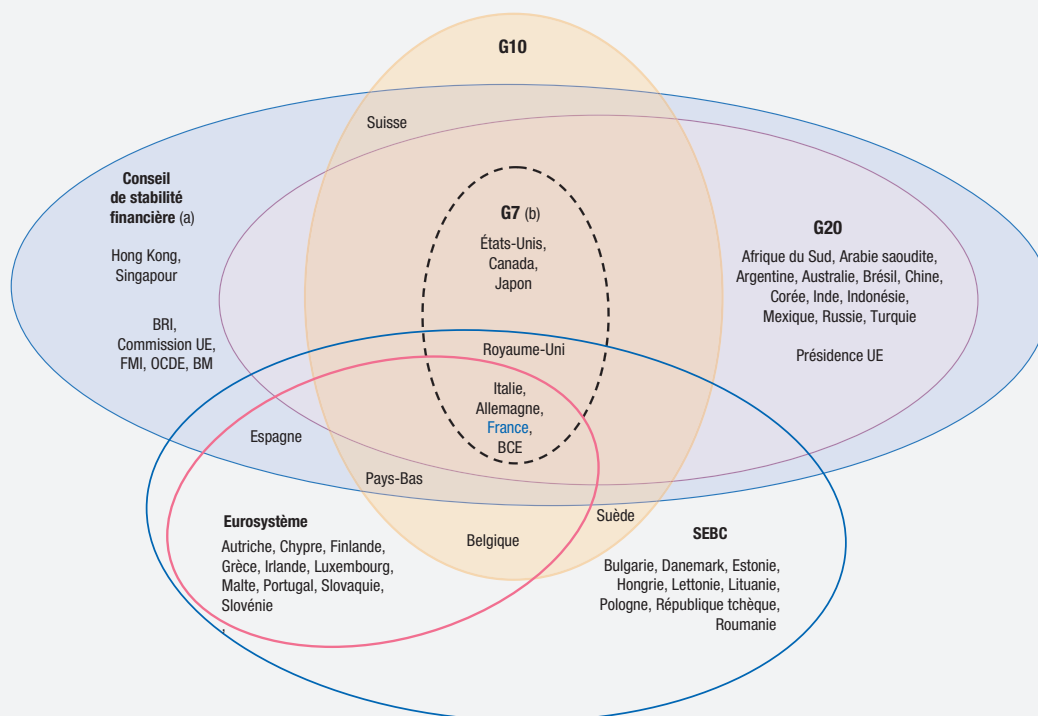 G10
Suisse
Conseil
de stabilité
financière (a)
Hong Kong,
Singapour
BRI,
Commission UE,
FMI, OCDE, BM
G7 (b)
États-Unis,
Canada,
Japon
G20
Afrique du Sud, Arabie saoudite,
Argentine, Australie, Brésil, Chine,
Corée, Inde, Indonésie,
Mexique, Russie, Turquie
Présidence UE
Royaume-Uni
Italie,
Allemagne,
France,
BCE
Espagne
Pays-Bas
Suède
Belgique
Eurosystème
Autriche, Chypre, Finlande,
Grèce, Irlande, Luxembourg,
Malte, Portugal, Slovaquie,
Slovénie
SEBC
Bulgarie, Danemark, Estonie,
Hongrie, Lettonie, Lituanie,
Pologne, République tchèque,
Roumanie